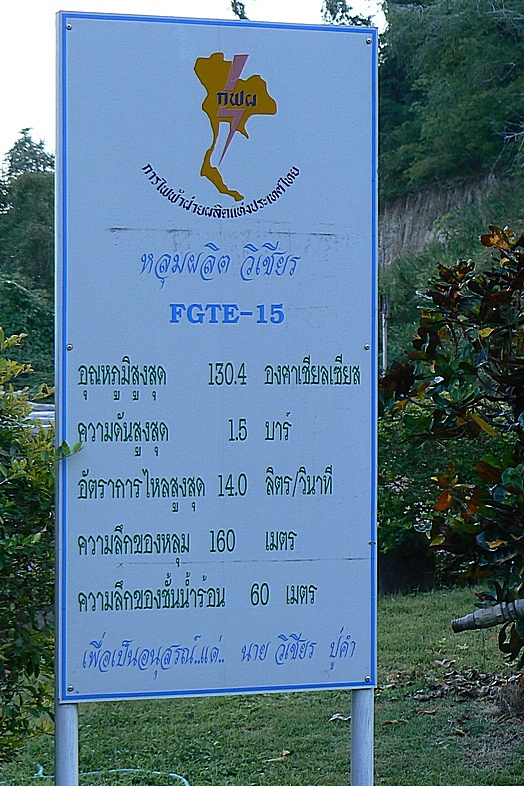 กฟผ
การไฟฟ้าฝ่ายผลิตแห่งประเทศไทย
หลุมผลิต วิเชียร
FGTE-15
อุณหภูมิสูงสุด 130.4 องศาเซียลเซียส
ความดันสูงสุด 1.5 บาร์
อัตราการไหลสูงสุด 14.0 ลิตร/วินาที
ความลึกของหลุม 160 เมตร
ความลึกของชั้นน้ำร้อน 60 เมตร
เพื่อเป็นอนุสรณ์..แด่.. นาย วิเชียร ปู่คำ